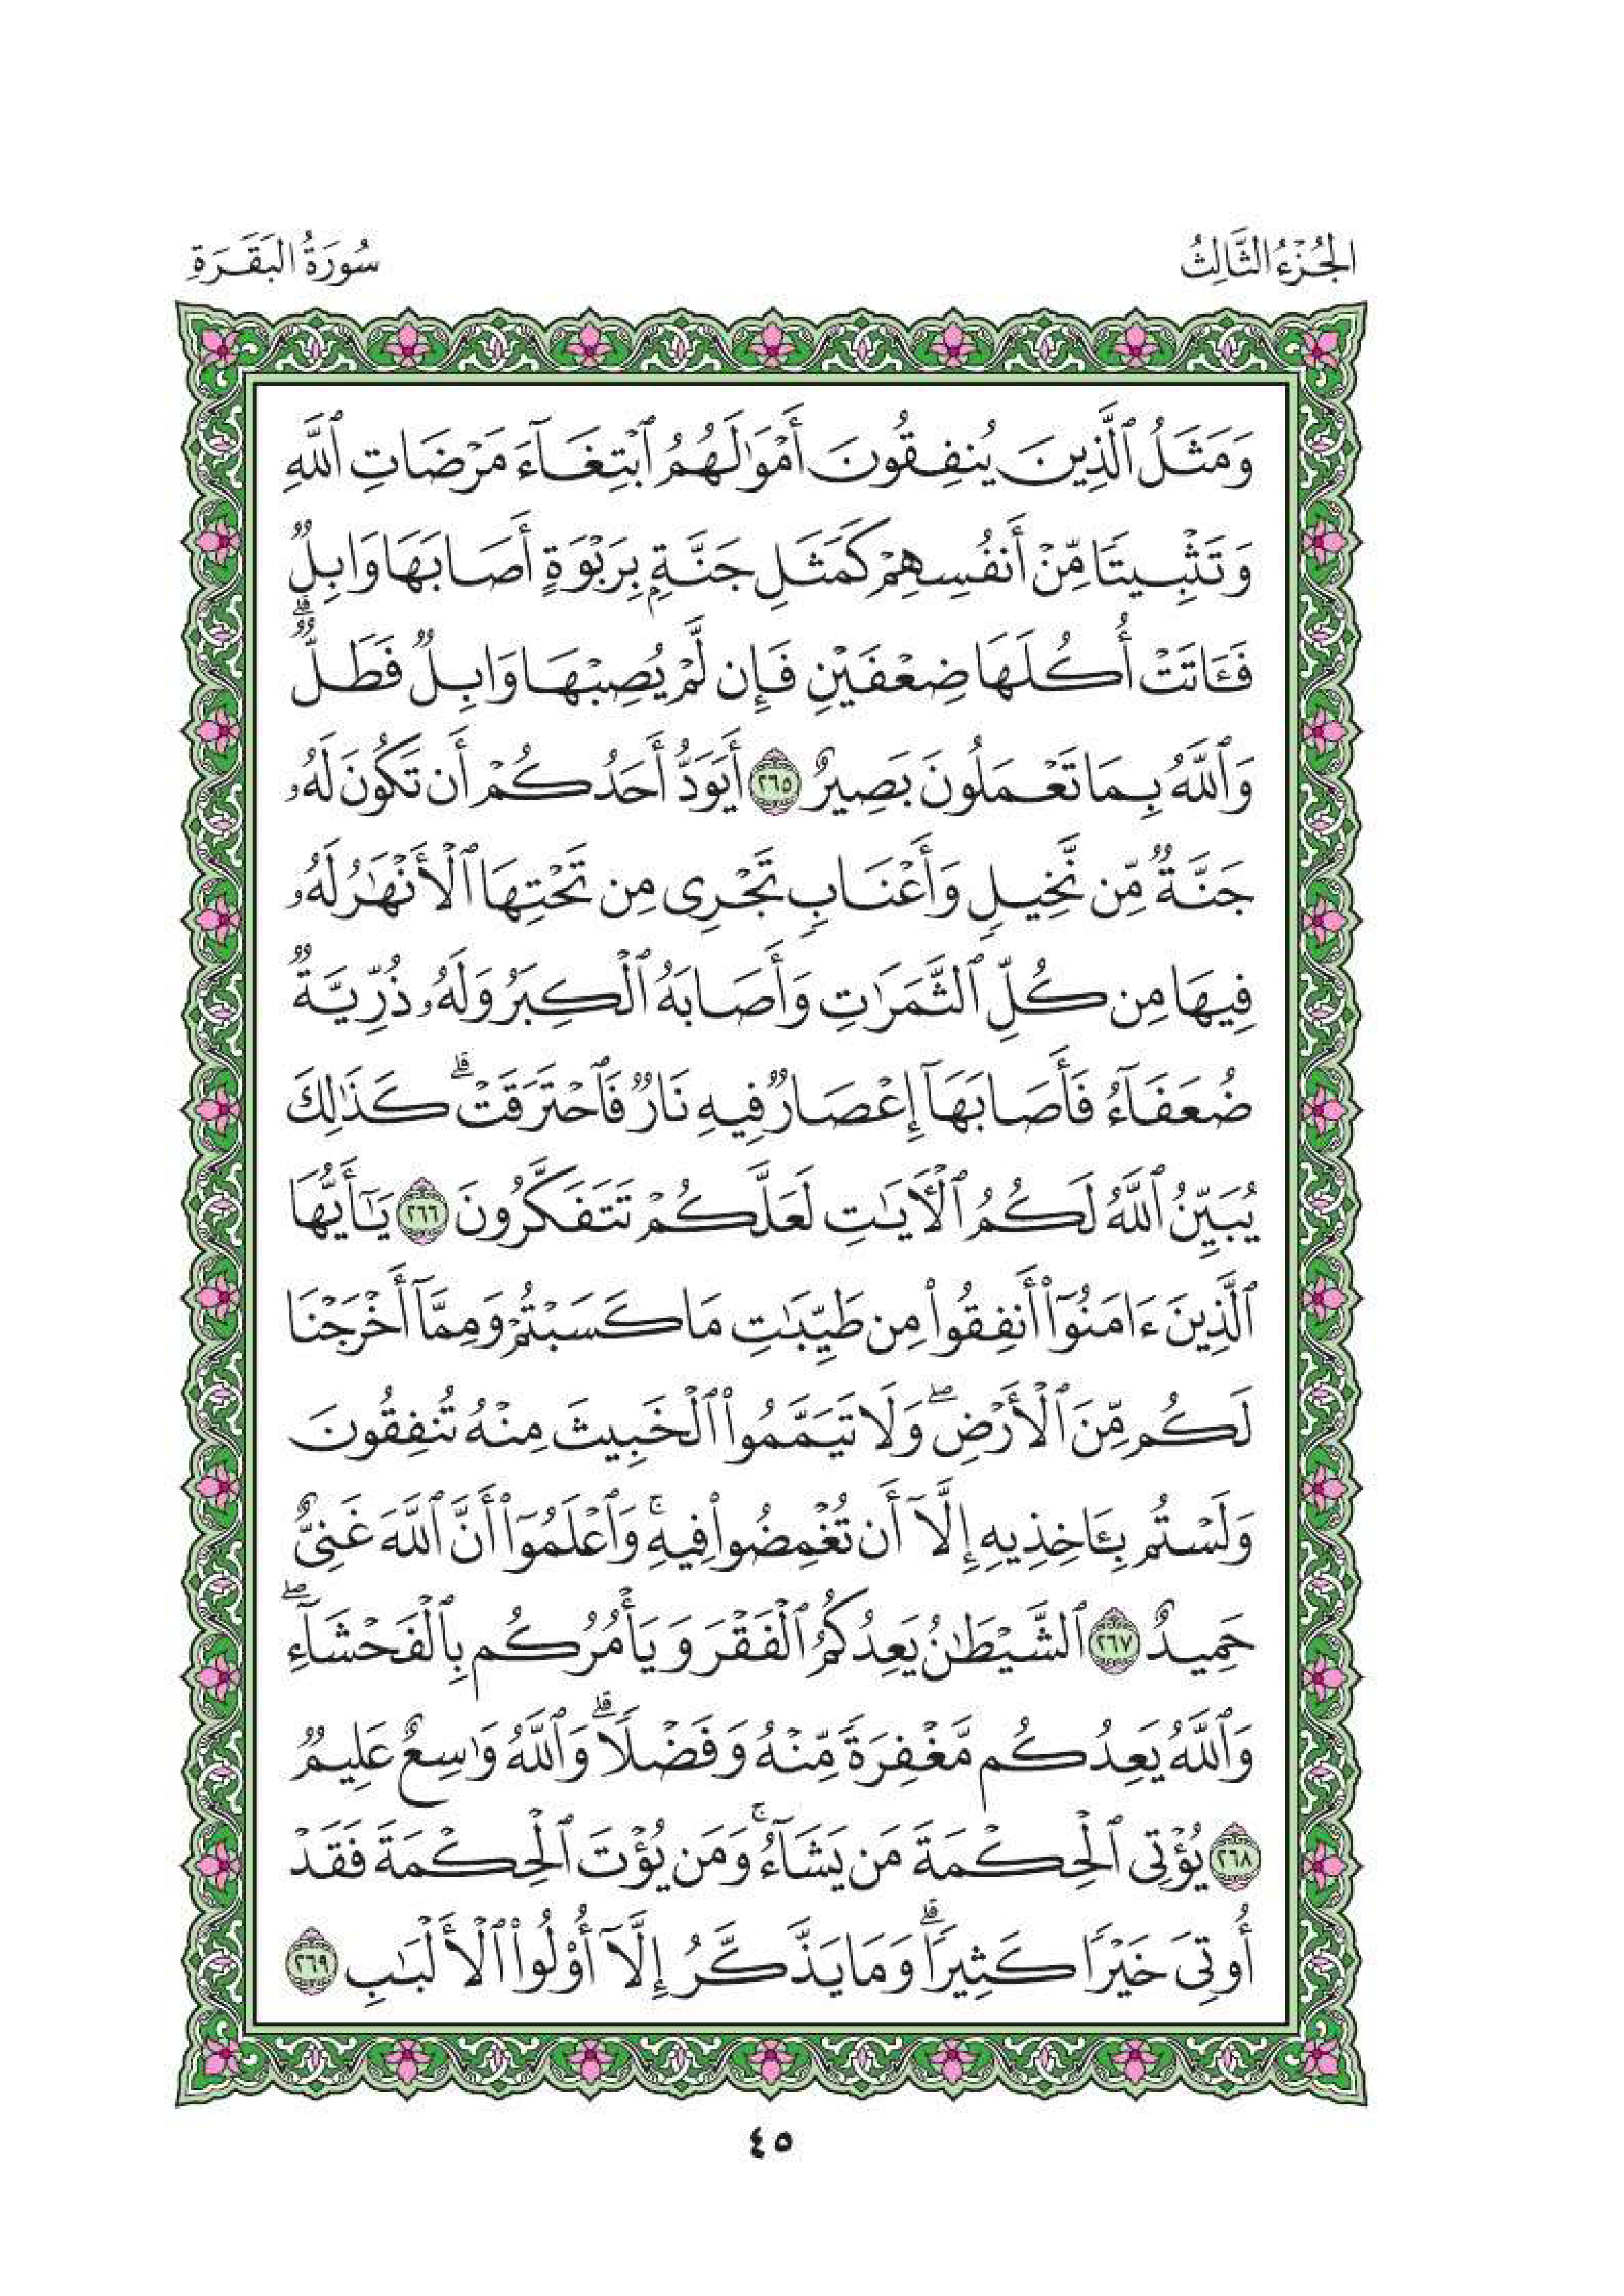 الجُزْءُ الثَّالِثُ
سُورَةُ البَقَرَةِ
وَمَثَلُ ٱلَّذِينَ يُنفِقُونَ أَمْوَٰلَهُمُ ٱبْتِغَآءَ مَرْضَاتِ ٱللَّهِ
وَتَثْبِيتًا مِّنْ أَنفُسِهِمْ كَمَثَلِ جَنَّةٍۭ بِرَبْوَةٍ أَصَابَهَا وَابِلٌ
فَـَٔاتَتْ أُكُلَهَا ضِعْفَيْنِ فَإِن لَّمْ يُصِبْهَا وَابِلٌ فَطَلٌّ ۗ
وَٱللَّهُ بِمَا تَعْمَلُونَ بَصِيرٌ ٢٦٥ أَيَوَدُّ أَحَدُكُمْ أَن تَكُونَ لَهُۥ
جَنَّةٌ مِّن نَّخِيلٍ وَأَعْنَابٍ تَجْرِى مِن تَحْتِهَا ٱلْأَنْهَٰرُ لَهُۥ
فِيهَا مِن كُلِّ ٱلثَّمَرَٰتِ وَأَصَابَهُ ٱلْكِبَرُ وَلَهُۥ ذُرِّيَّةٌ
ضُعَفَآءُ فَأَصَابَهَآ إِعْصَارٌ فِيهِ نَارٌ فَٱحْتَرَقَتْ ۗ كَذَٰلِكَ
يُبَيِّنُ ٱللَّهُ لَكُمُ ٱلْـَٔايَٰتِ لَعَلَّكُمْ تَتَفَكَّرُونَ ٢٦٦ يَٰٓأَيُّهَا
ٱلَّذِينَ ءَامَنُوٓا۟ أَنفِقُوا۟ مِن طَيِّبَٰتِ مَا كَسَبْتُمْ وَمِمَّآ أَخْرَجْنَا
لَكُم مِّنَ ٱلْأَرْضِ ۖ وَلَا تَيَمَّمُوا۟ ٱلْخَبِيثَ مِنْهُ تُنفِقُونَ
وَلَسْتُم بِـَٔاخِذِيهِ إِلَّآ أَن تُغْمِضُوا۟ فِيهِ ۚ وَٱعْلَمُوٓا۟ أَنَّ ٱللَّهَ غَنِىٌّ
حَمِيدٌ ٢٦٧ ٱلشَّيْطَٰنُ يَعِدُكُمُ ٱلْفَقْرَ وَيَأْمُرُكُم بِٱلْفَحْشَآءِ ۖ
وَٱللَّهُ يَعِدُكُم مَّغْفِرَةً مِّنْهُ وَفَضْلًا ۗ وَٱللَّهُ وَٰسِعٌ عَلِيمٌ
٢٦٨ يُؤْتِى ٱلْحِكْمَةَ مَن يَشَآءُ ۚ وَمَن يُؤْتَ ٱلْحِكْمَةَ فَقَدْ
أُوتِىَ خَيْرًا كَثِيرًا ۗ وَمَا يَذَّكَّرُ إِلَّآ أُو۟لُوا۟ ٱلْأَلْبَٰبِ ٢٦٩
٤٥